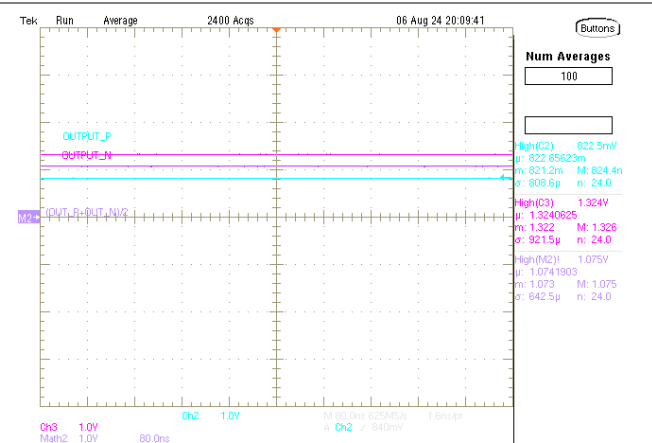 Tek Run Average 2400 Acqs 06 Aug 24 20:09:41
Buttons
Num Averages
100
OUTPUT_P
OUTPUT_N
(OUT_P+OUT_N)/2
M2
High(C2) 822.5mV
µ: 822.65623m
m: 821.2m M: 824.4m
σ: 808.6µ n: 24.0
High(C3) 1.324V
µ: 1.3240625
m: 1.322 M: 1.326
σ: 921.5µ n: 24.0
High(M2)! 1.075V
µ: 1.0741903
m: 1.073 M: 1.075
σ: 642.5µ n: 24.0
Ch2 1.0V M 80.0ns 625MS/s 1.6ns/pt
Ch3 1.0V A Ch2 / 840mV
Math2 1.0V 80.0ns